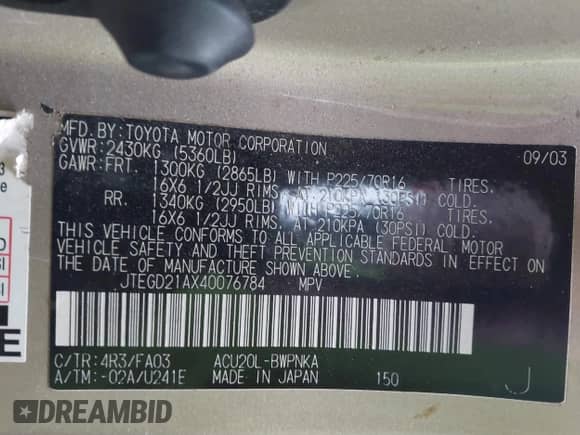 MFD.BY:TOYOTA MOTOR CORPORATION 09/03
GVWR:2430KG (5360LB)
GAWR:FRT. 1300KG (2865LB) WITH P225/70R16 TIRES.
16X6 1/2JJ RIMS. AT 210KPA (30PSI) COLD.
RR. 1340KG (2950LB) WITH P225/70R16 TIRES.
16X6 1/2JJ RIMS. AT 210KPA (30PSI) COLD.
THIS VEHICLE CONFORMS TO ALL APPLICABLE FEDERAL MOTOR
VEHICLE SAFETY AND THEFT PREVENTION STANDARDS IN EFFECT ON
THE DATE OF MANUFACTURE SHOWN ABOVE.
JTEGD21AX40076784 MPV
C/TR:4R3/FA03 ACU20L-BWPNKA
A/TM:-02A/U241E MADE IN JAPAN 150 J
DREAMBID